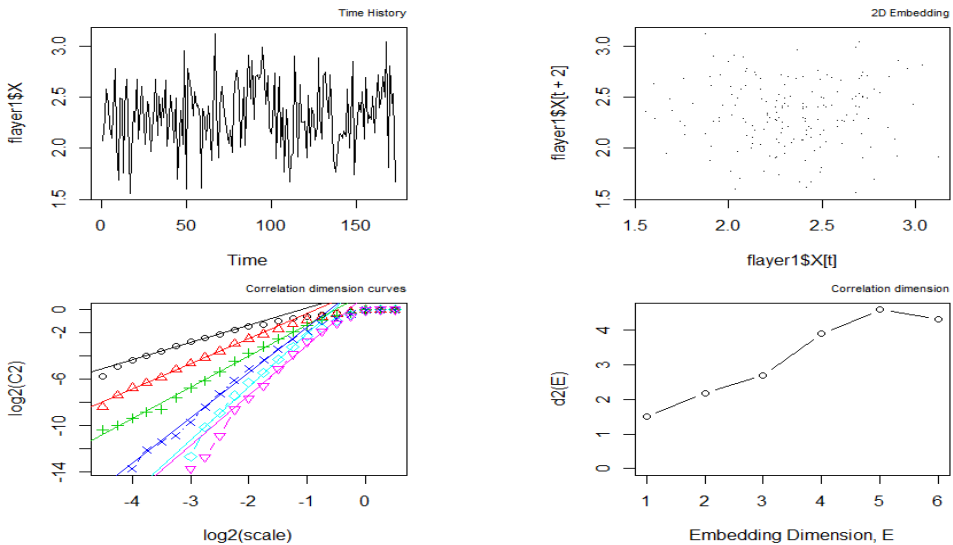 Time History
flayer1$X
3.0
2.5
2.0
1.5
0 50 100 150
Time
2D Embedding
flayer1$X[t + 2]
3.0
2.5
2.0
1.5
1.5 2.0 2.5 3.0
flayer1$X[t]
Correlation dimension curves
log2(C2)
0
-2
-6
-10
-14
-4 -3 -2 -1 0
log2(scale)
Correlation dimension
d2(E)
4
3
2
1
0
1 2 3 4 5 6
Embedding Dimension, E